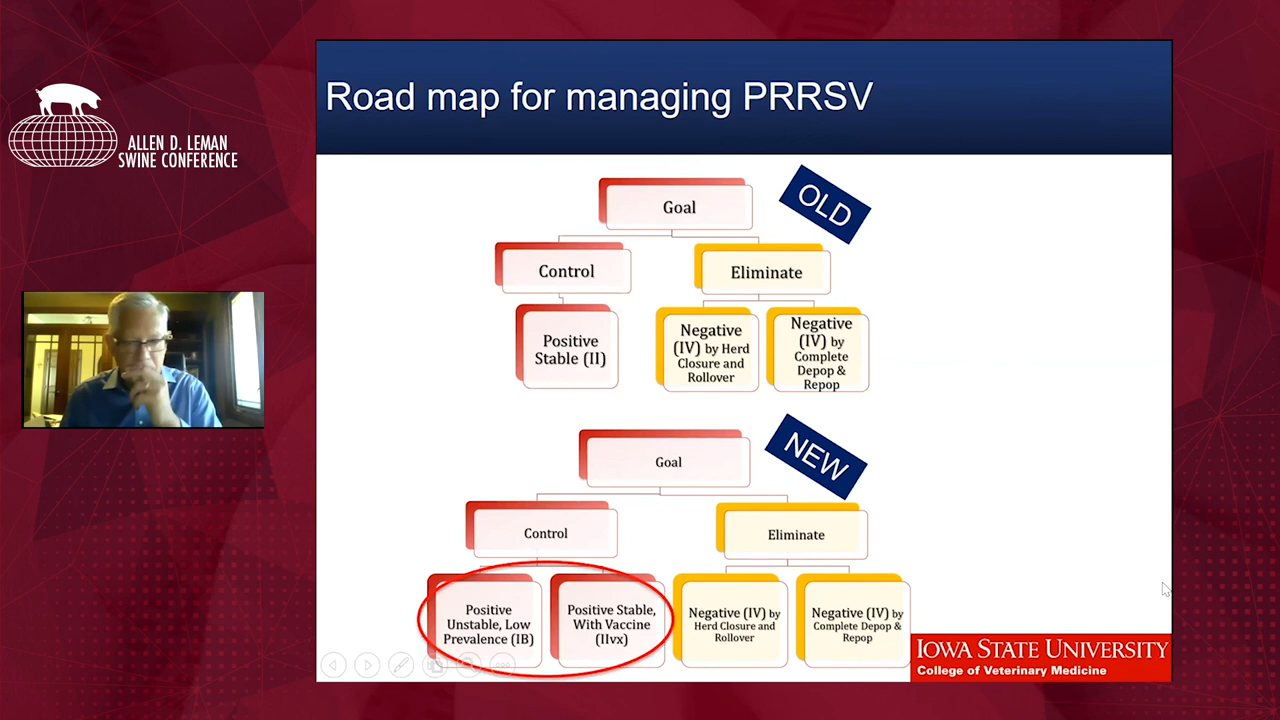 ALLEN D. LEMAN
SWINE CONFERENCE
Road map for managing PRRSV
OLD
Goal
Control
Eliminate
Positive
Stable (II)
Negative
(IV) by Herd
Closure and
Rollover
Negative
(IV) by
Complete
Depop &
Repop
NEW
Goal
Control
Eliminate
Positive
Unstable, Low
Prevalence (IB)
Positive Stable,
With Vaccine
(IIvx)
Negative (IV) by
Herd Closure and
Rollover
Negative (IV) by
Complete Depop &
Repop
IOWA STATE UNIVERSITY
College of Veterinary Medicine